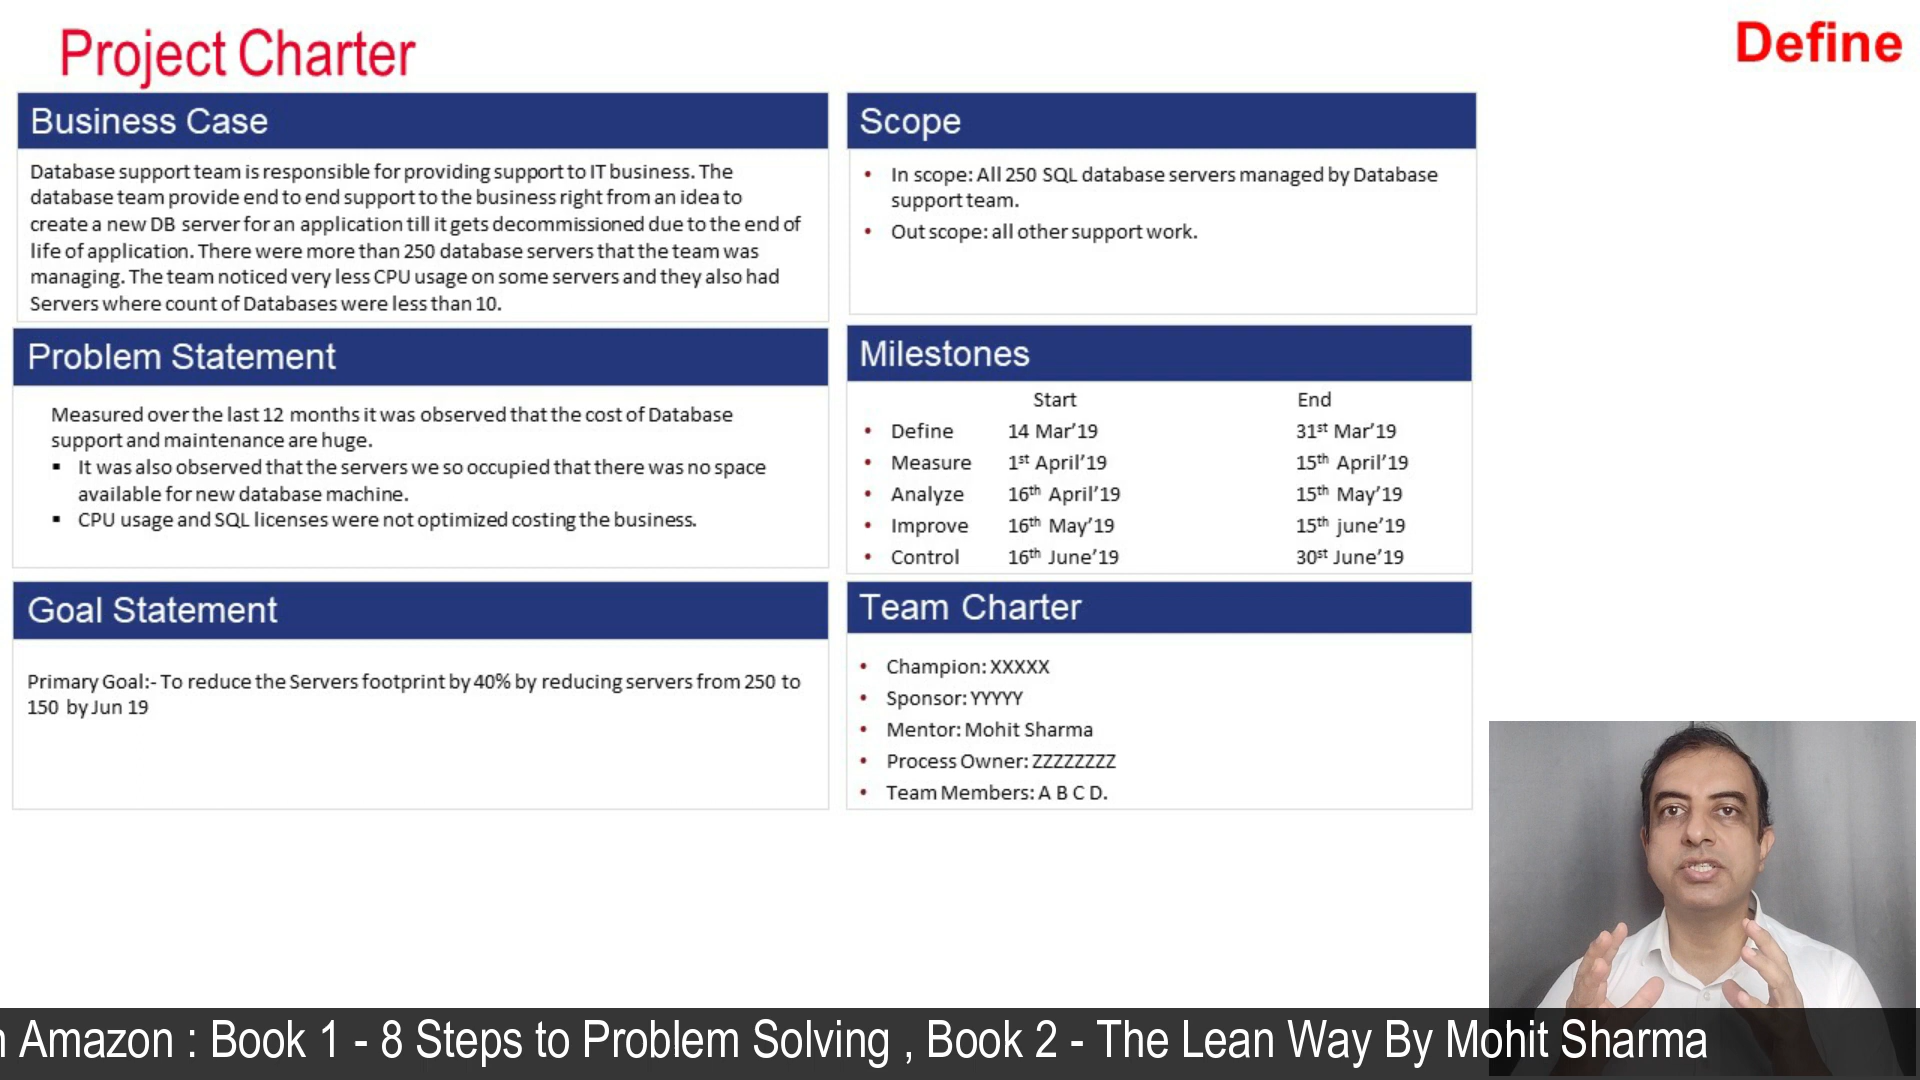 Project Charter
Define
Business Case
Database support team is responsible for providing support to IT business. The
database team provide end to end support to the business right from an idea to
create a new DB server for an application till it gets decommissioned due to the end of
life of application. There were more than 250 database servers that the team was
managing. The team noticed very less CPU usage on some servers and they also had
Servers where count of Databases were less than 10.
Problem Statement
Measured over the last 12 months it was observed that the cost of Database
support and maintenance are huge.
▪ It was also observed that the servers we so occupied that there was no space
available for new database machine.
▪ CPU usage and SQL licenses were not optimized costing the business.
Goal Statement
Primary Goal:- To reduce the Servers footprint by 40% by reducing servers from 250 to
150 by Jun 19
Scope
• In scope: All 250 SQL database servers managed by Database
support team.
• Out scope: all other support work.
Milestones
Start End
• Define 14 Mar’19 31st Mar’19
• Measure 1st April’19 15th April’19
• Analyze 16th April’19 15th May’19
• Improve 16th May’19 15th june’19
• Control 16th June’19 30st June’19
Team Charter
• Champion: XXXXX
• Sponsor: YYYYY
• Mentor: Mohit Sharma
• Process Owner: ZZZZZZZZ
• Team Members: A B C D.
n Amazon : Book 1 - 8 Steps to Problem Solving , Book 2 - The Lean Way By Mohit Sharma